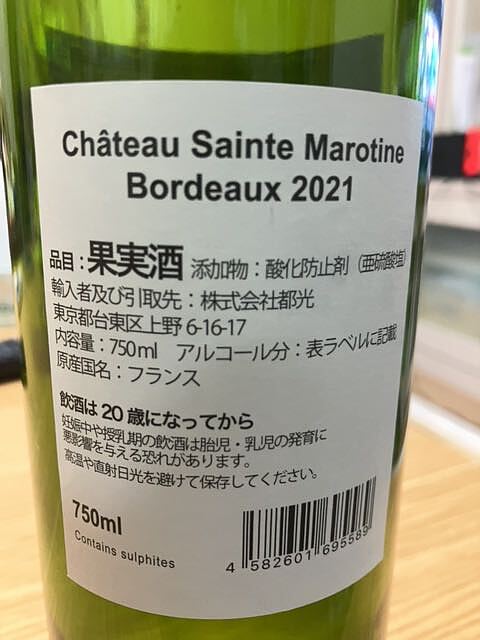 Château Sainte Marotine
Bordeaux 2021
品目：果実酒 添加物：酸化防止剤（亜硫酸塩）
輸入者及び引取先：株式会社都光
東京都台東区上野 6-16-17
内容量：750ml アルコール分：表ラベルに記載
原産国名：フランス
飲酒は 20 歳になってから
妊娠中や授乳期の飲酒は胎児・乳児の発育に
悪影響を与える恐れがあります。
高温や直射日光を避けて保存してください。
750ml
Contains sulphites
4 582601 695589